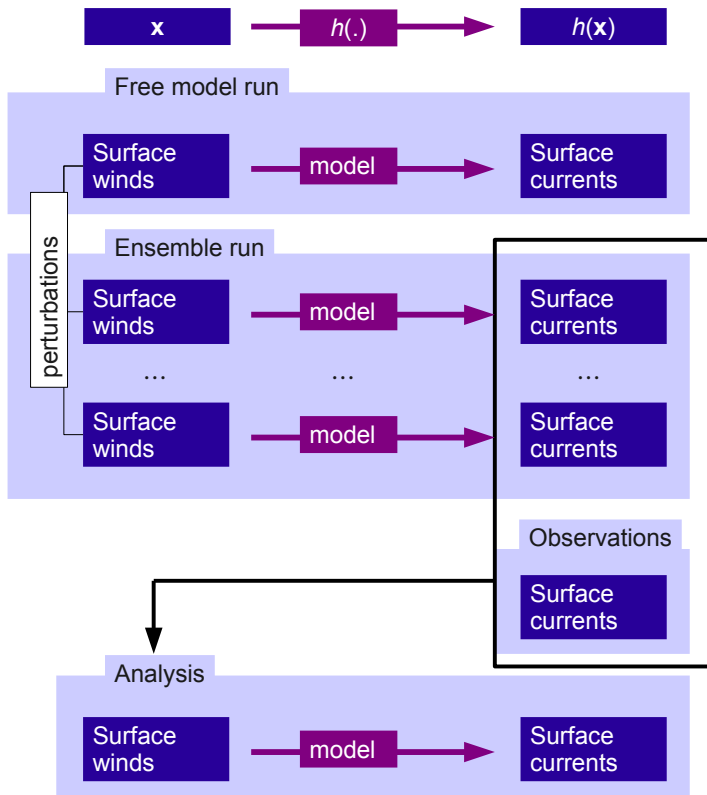 x
h(.)
h(x)
Free model run
Surface
winds
model
Surface
currents
perturbations
Ensemble run
Surface
winds
model
Surface
currents
...
...
...
Surface
winds
model
Surface
currents
Observations
Surface
currents
Analysis
Surface
winds
model
Surface
currents